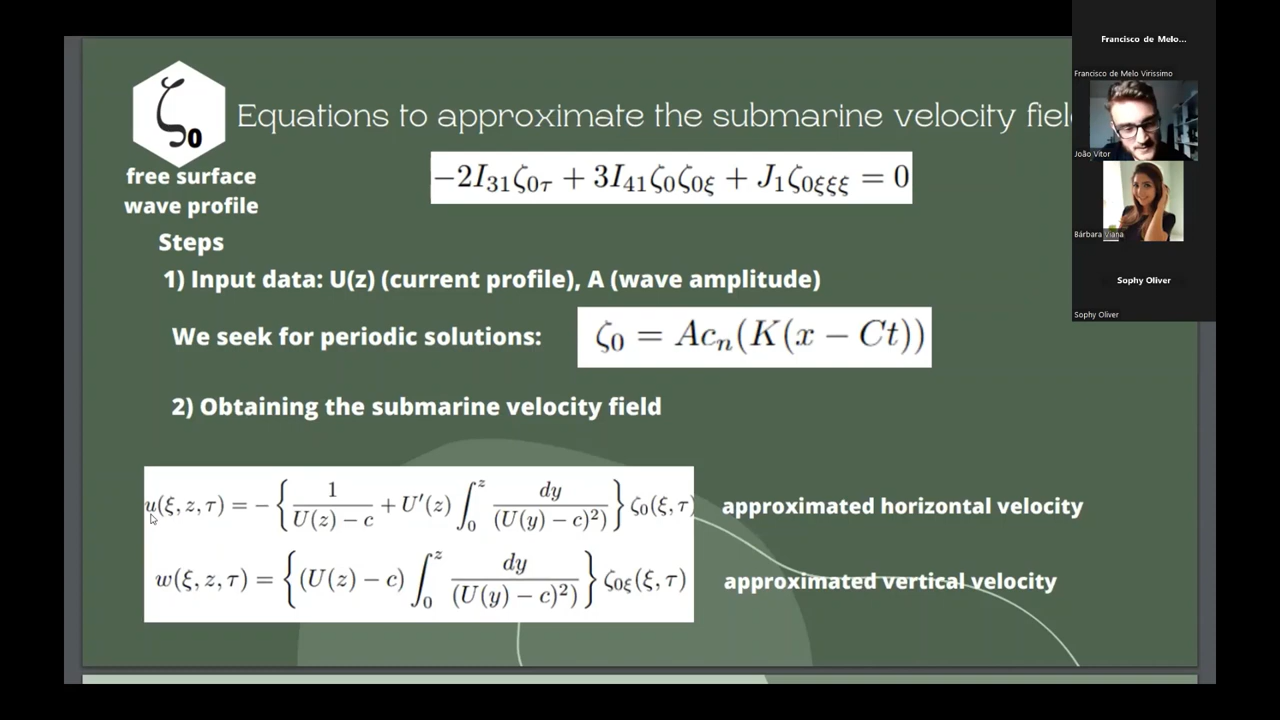 ζ0
free surface
wave profile
Equations to approximate the submarine velocity fiel
−2I₃₁ζ₀τ + 3I₄₁ζ₀ζ₀ξ + J₁ζ₀ξξξ = 0
Steps
1) Input data: U(z) (current profile), A (wave amplitude)
We seek for periodic solutions:
ζ₀ = Acₙ(K(x − Ct))
2) Obtaining the submarine velocity field
u(ξ, z, τ) = − { 1/(U(z) − c) + U′(z) ∫₀ᶻ dy/(U(y) − c)²) } ζ₀(ξ, τ)
approximated horizontal velocity
w(ξ, z, τ) = { (U(z) − c) ∫₀ᶻ dy/(U(y) − c)²) } ζ₀ξ(ξ, τ)
approximated vertical velocity
Francisco de Melo...
Francisco de Melo Virissimo
João Vitor
Bárbara Viana
Sophy Oliver
Sophy Oliver